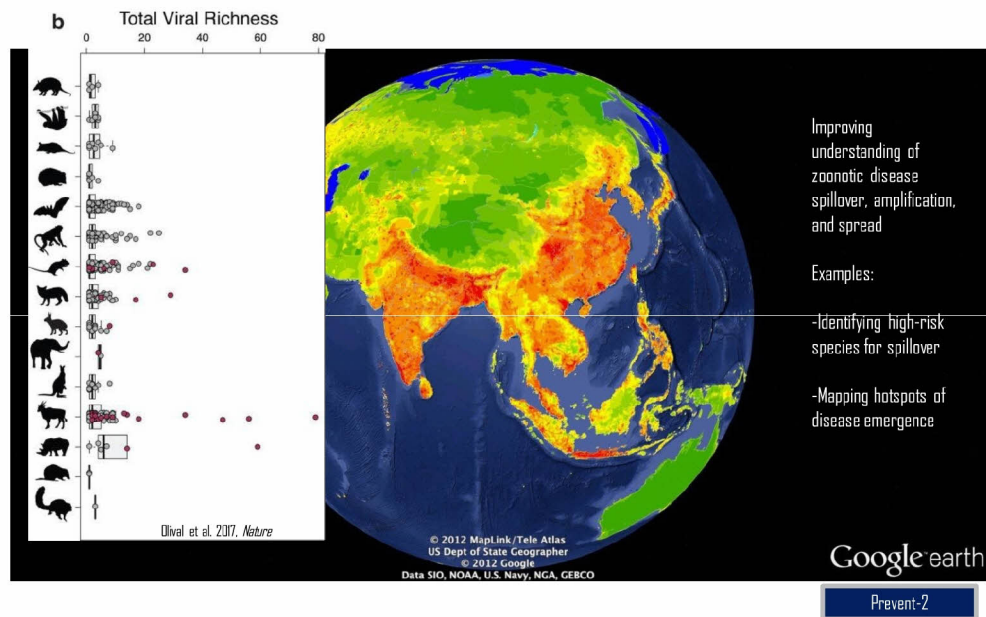 b
Total Viral Richness
0 20 40 60 80
Olival et al. 2017, Nature
Improving
understanding of
zoonotic disease
spillover, amplification,
and spread
Examples:
-Identifying high-risk
species for spillover
-Mapping hotspots of
disease emergence
© 2012 MapLink/Tele Atlas
US Dept of State Geographer
© 2012 Google
Data SIO, NOAA, U.S. Navy, NGA, GEBCO
Google earth
Prevent-2